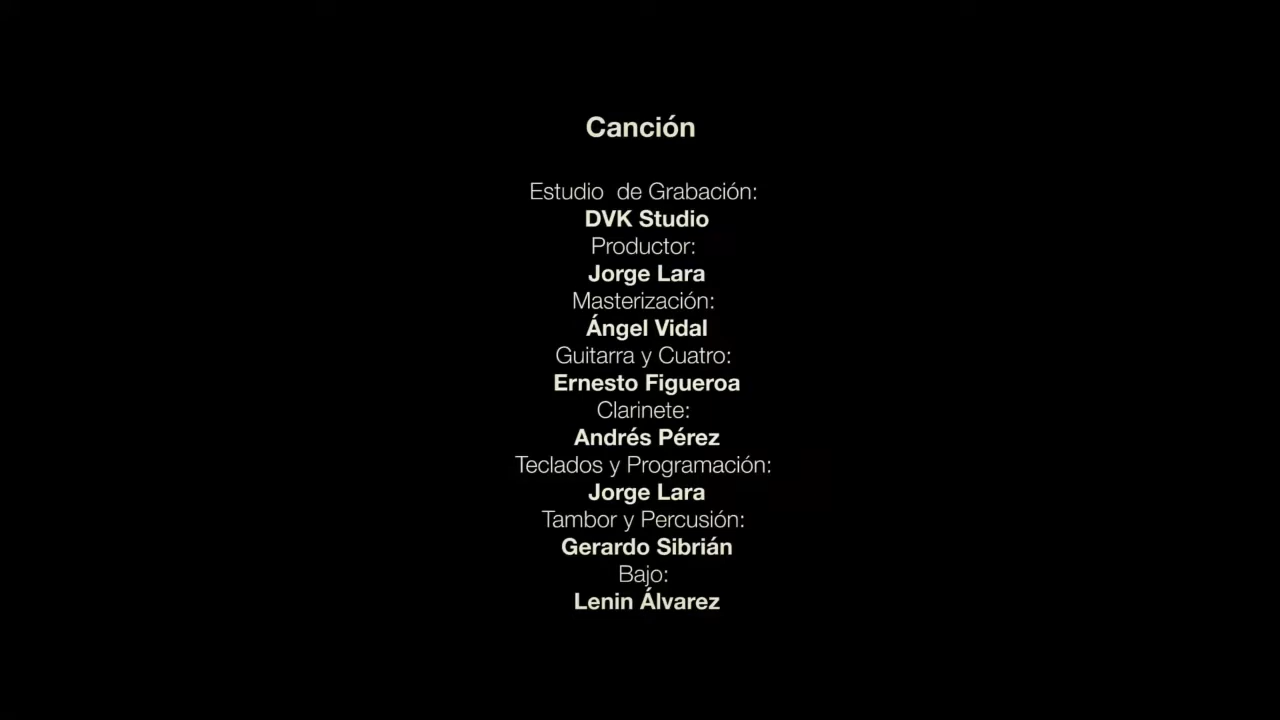 Canción
Estudio  de Grabación:
DVK Studio
Productor:
Jorge Lara
Masterización:
Ángel Vidal
Guitarra y Cuatro:
Ernesto Figueroa
Clarinete:
Andrés Pérez
Teclados y Programación:
Jorge Lara
Tambor y Percusión:
Gerardo Sibrián
Bajo:
Lenin Álvarez